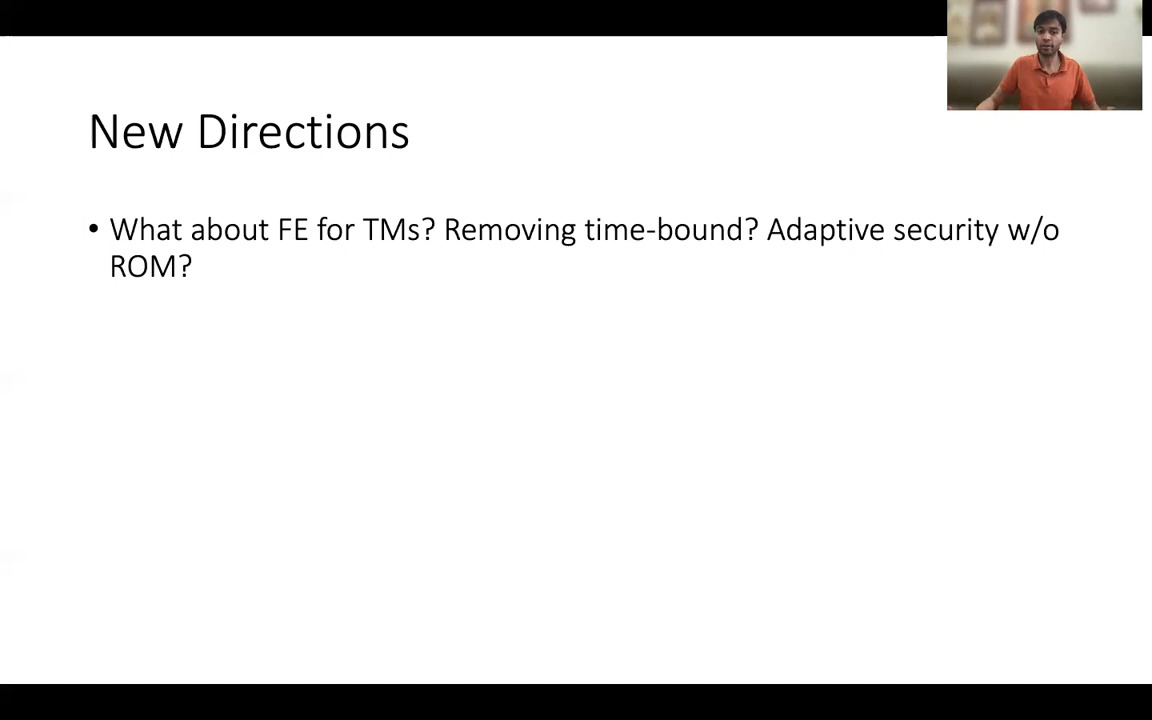 New Directions
• What about FE for TMs? Removing time-bound? Adaptive security w/o
ROM?